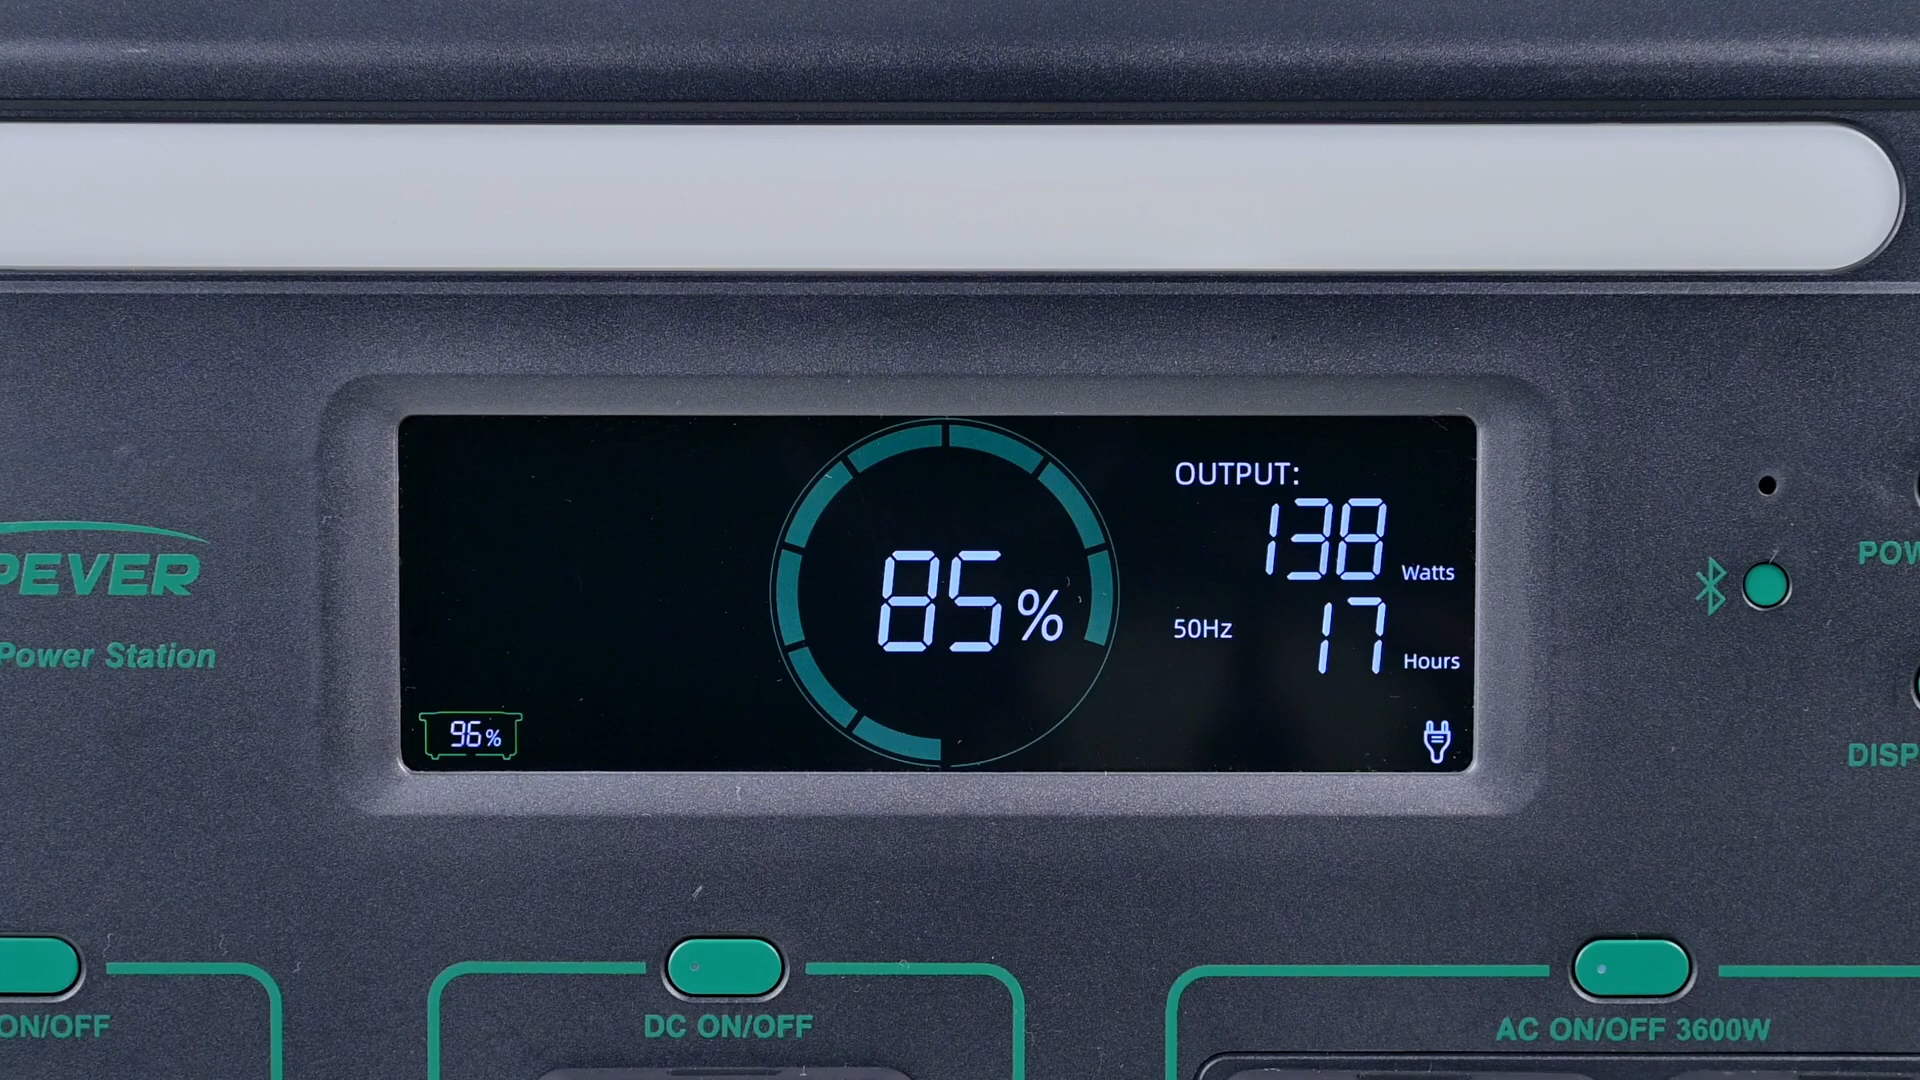 OUTPUT:
138 Watts
85%
50Hz
17 Hours
96%
PEVER
Power Station
POW
DISP
ON/OFF
DC ON/OFF
AC ON/OFF 3600W